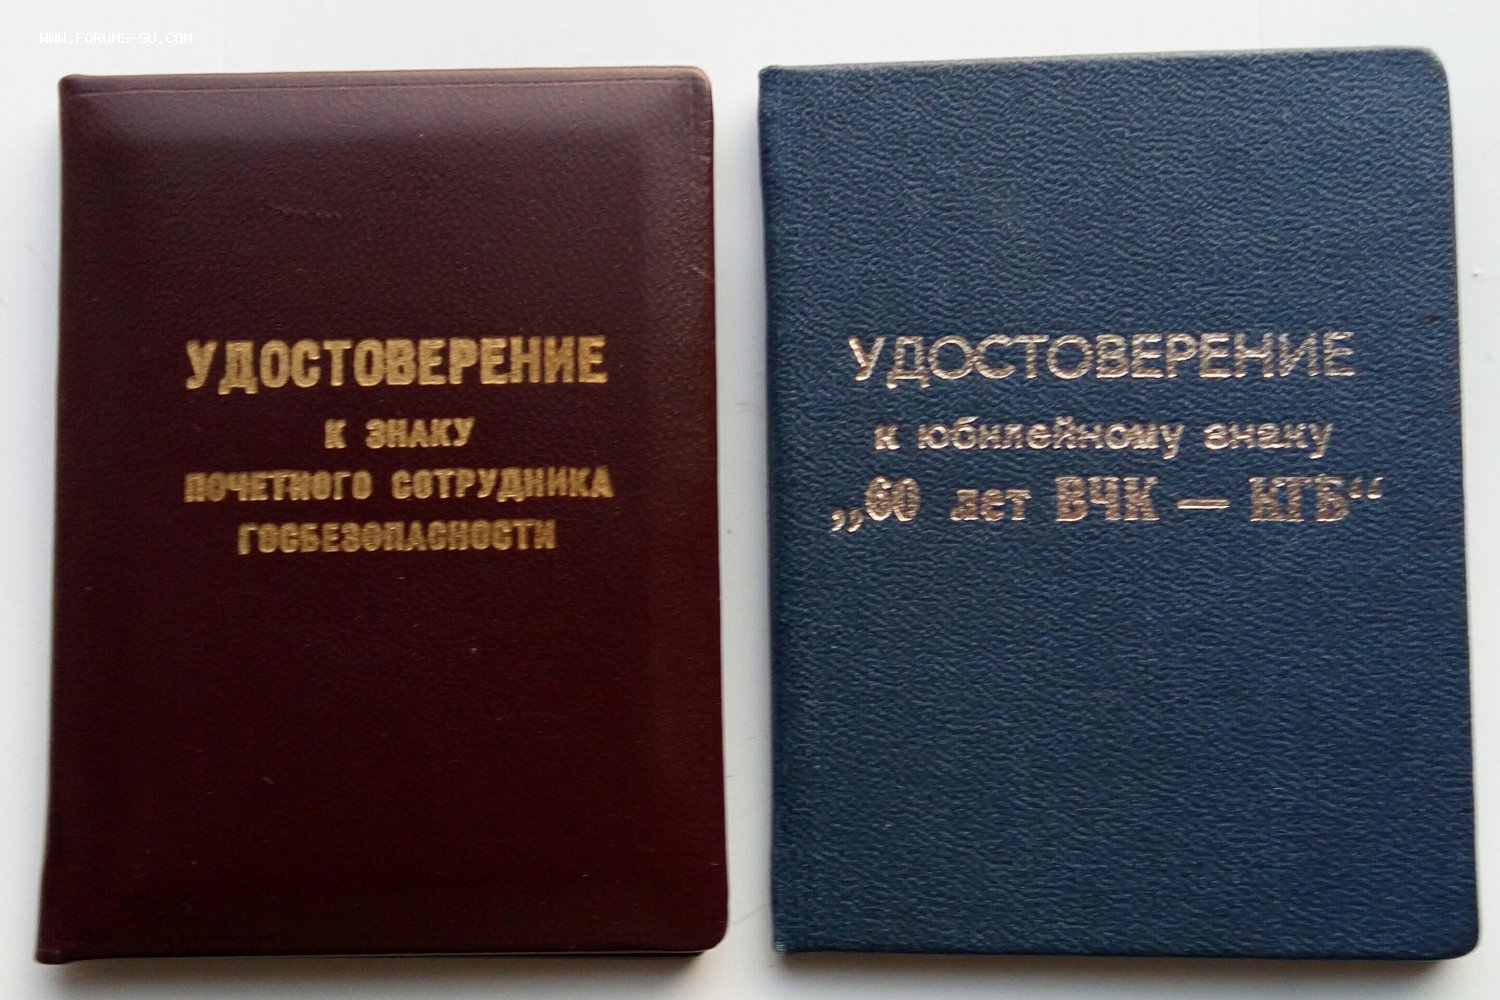 WWW.FORUMS-SU.COM
УДОСТОВЕРЕНИЕ
К ЗНАКУ
ПОЧЕТНОГО СОТРУДНИКА
ГОСБЕЗОПАСНОСТИ
УДОСТОВЕРЕНИЕ
к юбилейному знаку
„60 лет ВЧК — КГБ“